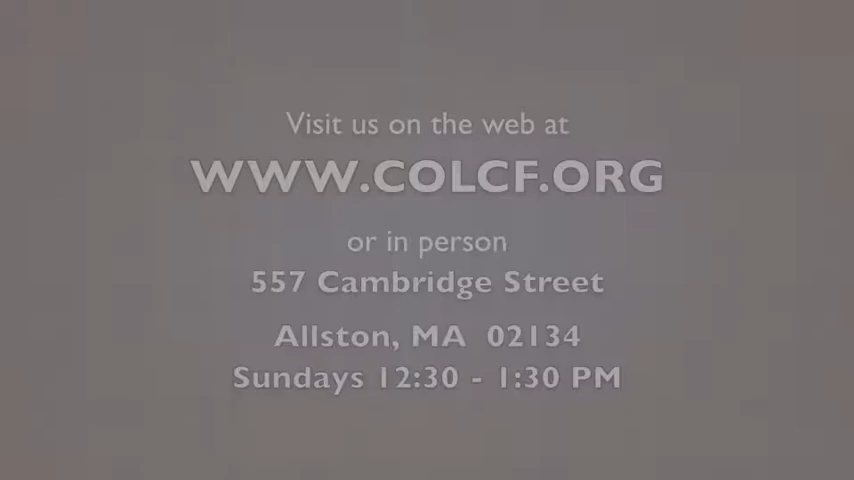 Visit us on the web at
WWW.COLCF.ORG
or in person
557 Cambridge Street
Allston, MA 02134
Sundays 12:30 - 1:30 PM